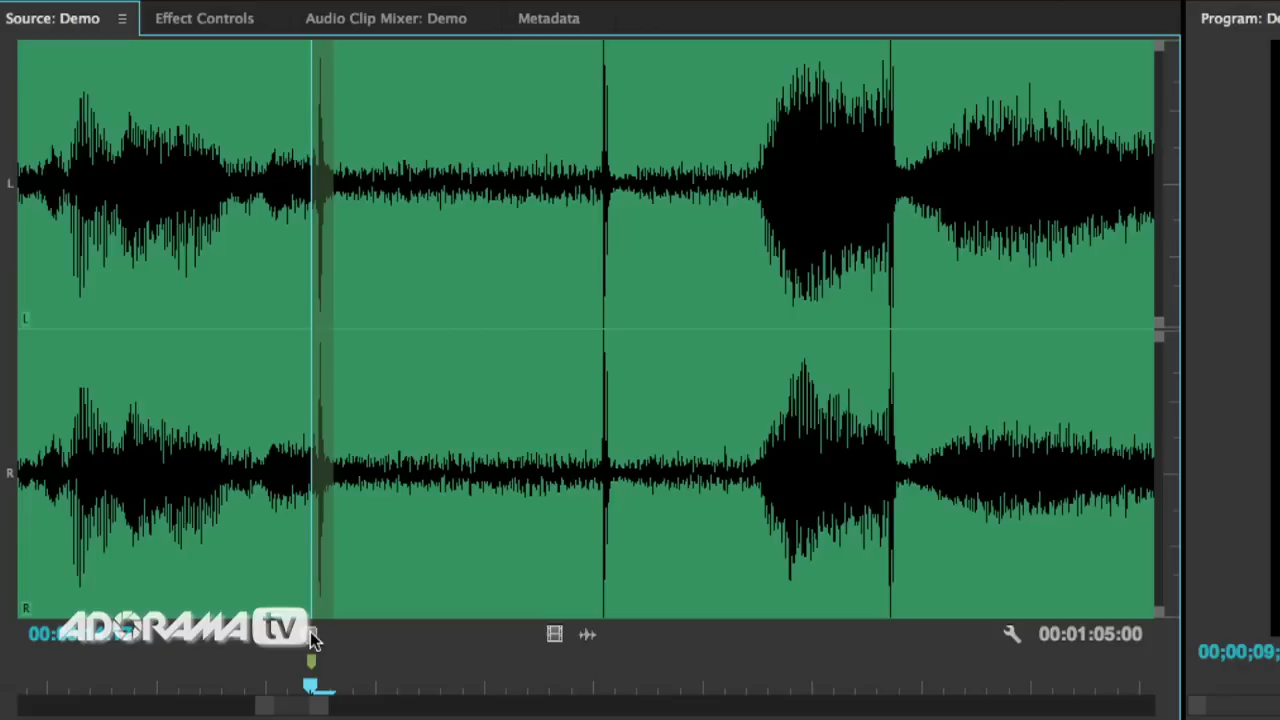 Source: Demo
Effect Controls
Audio Clip Mixer: Demo
Metadata
Program: De
L
L
R
R
ADORAMA tv
00:01:05:00
00;00;09;